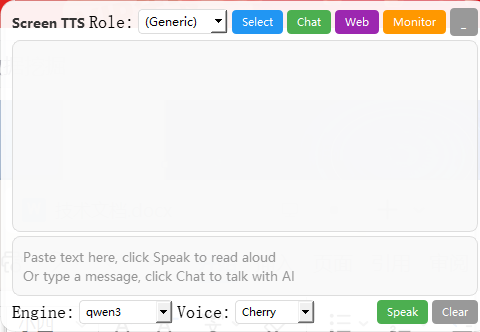 Screen TTS Role: (Generic) Select Chat Web Monitor _
Paste text here, click Speak to read aloud
Or type a message, click Chat to talk with AI
Engine: qwen3 Voice: Cherry Speak Clear